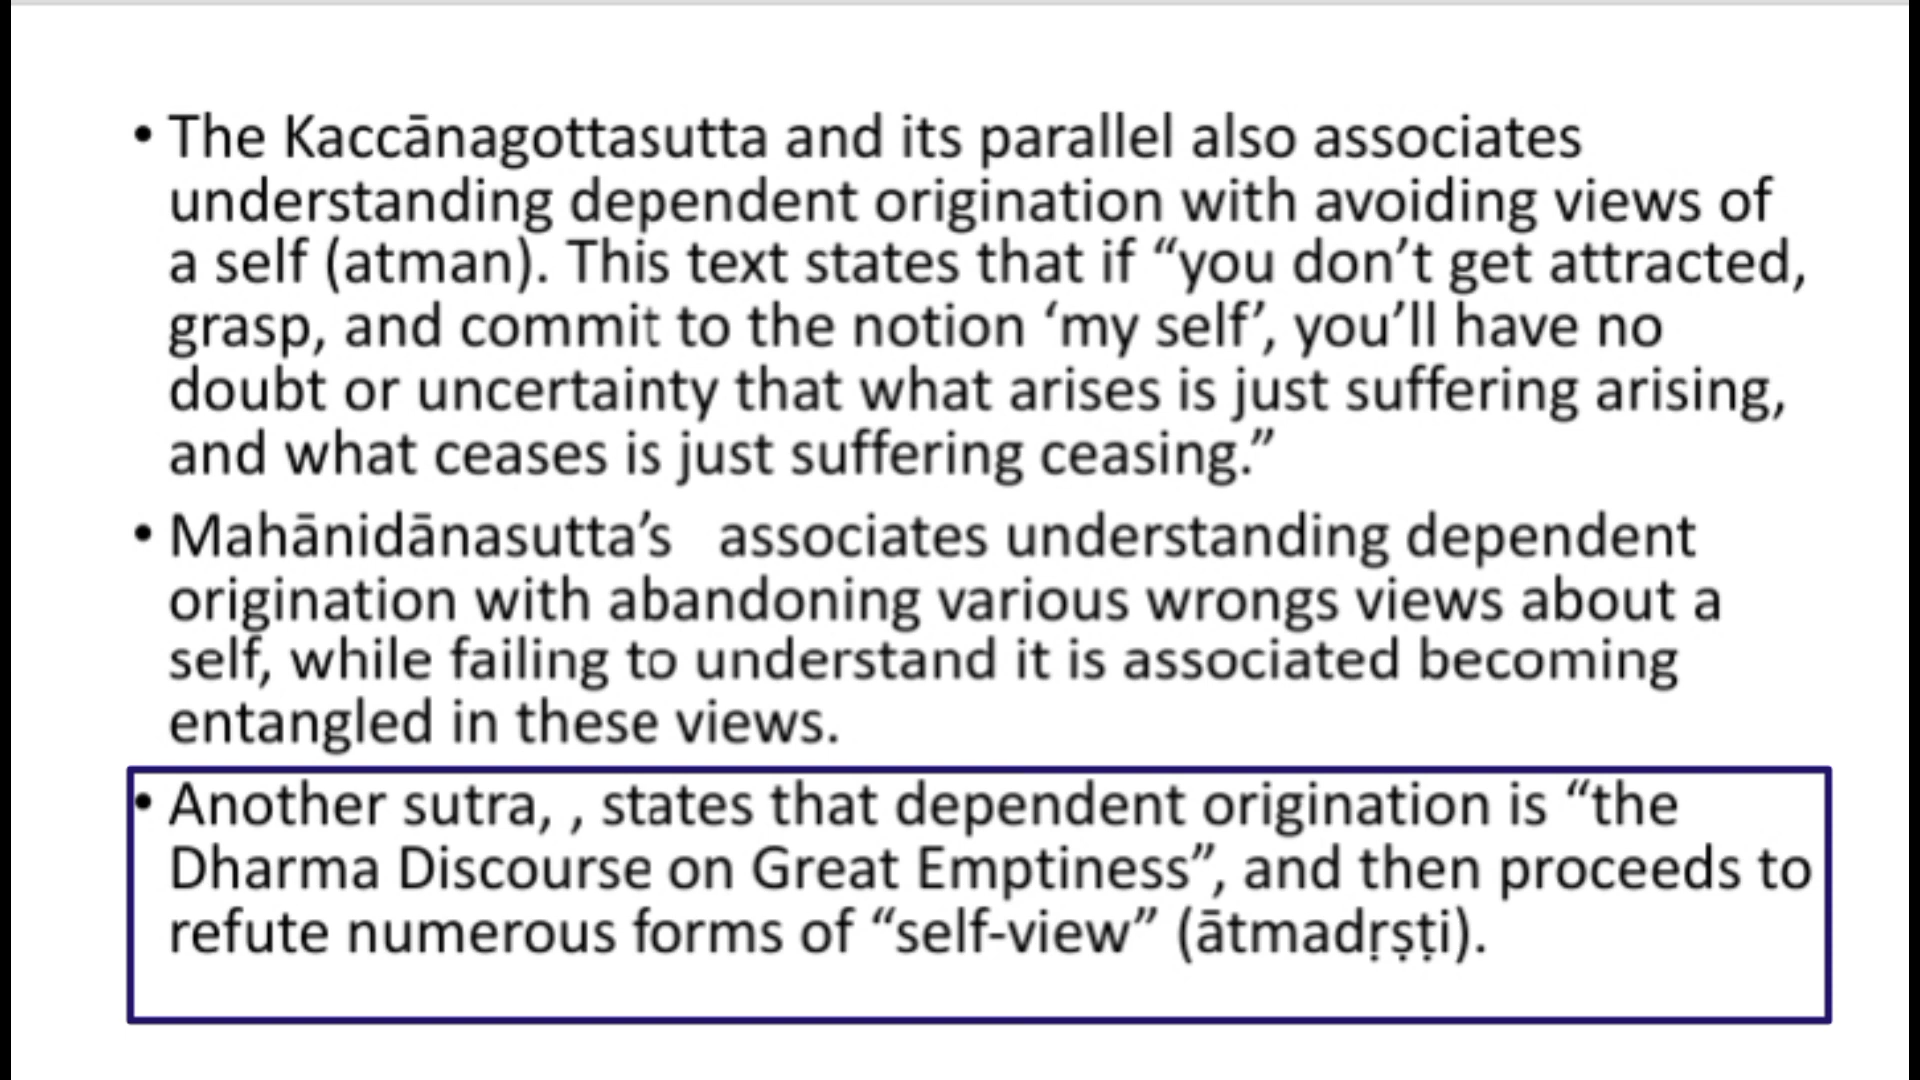 • The Kaccānagottasutta and its parallel also associates
understanding dependent origination with avoiding views of
a self (atman). This text states that if “you don’t get attracted,
grasp, and commit to the notion ‘my self’, you’ll have no
doubt or uncertainty that what arises is just suffering arising,
and what ceases is just suffering ceasing.”
• Mahānidānasutta’s associates understanding dependent
origination with abandoning various wrongs views about a
self, while failing to understand it is associated becoming
entangled in these views.
• Another sutra, , states that dependent origination is “the
Dharma Discourse on Great Emptiness”, and then proceeds to
refute numerous forms of “self-view” (ātmadṛṣṭi).